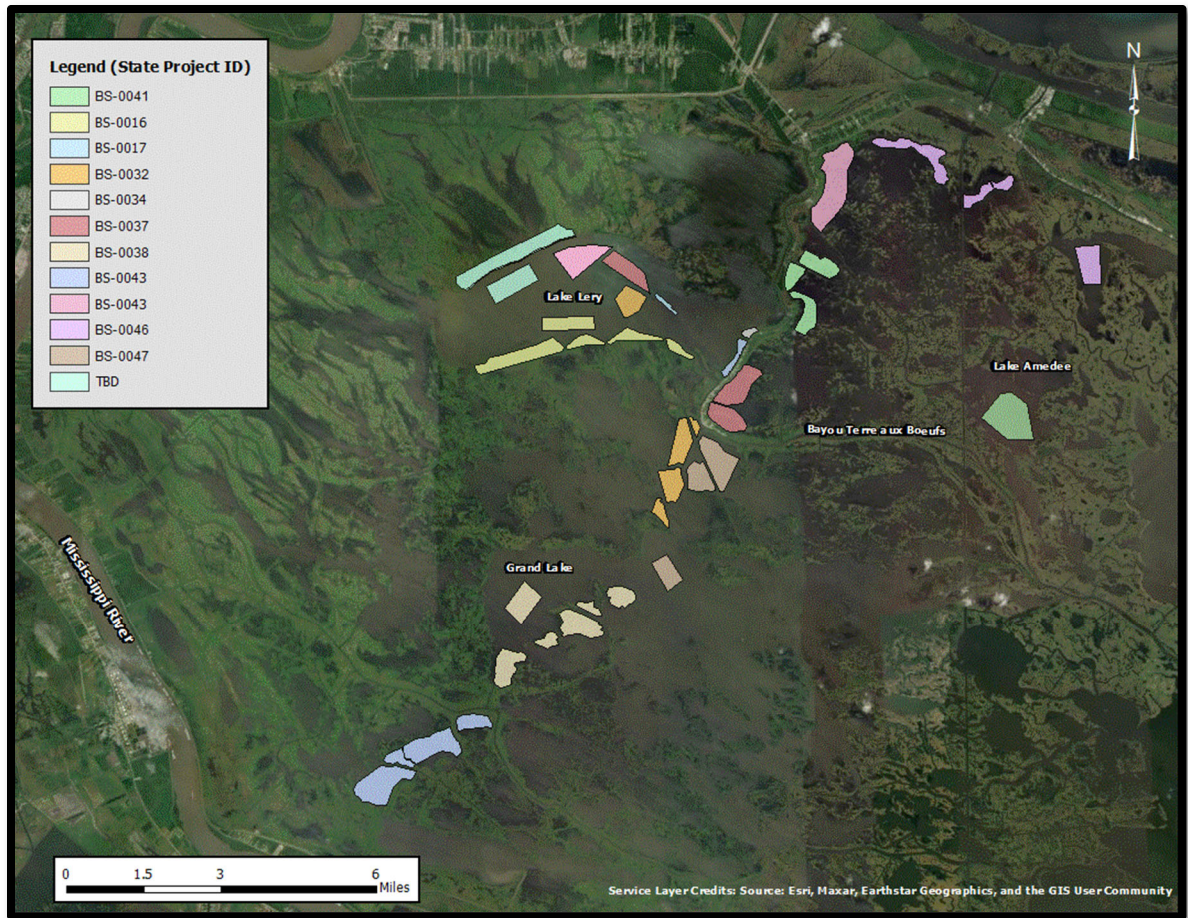 Legend (State Project ID)
BS-0041
BS-0016
BS-0017
BS-0032
BS-0034
BS-0037
BS-0038
BS-0043
BS-0043
BS-0046
BS-0047
TBD
N
Lake Lery
Lake Amedee
Bayou Terre aux Boeufs
Grand Lake
Mississippi River
0 1.5 3 6
Miles
Service Layer Credits: Source: Esri, Maxar, Earthstar Geographics, and the GIS User Community